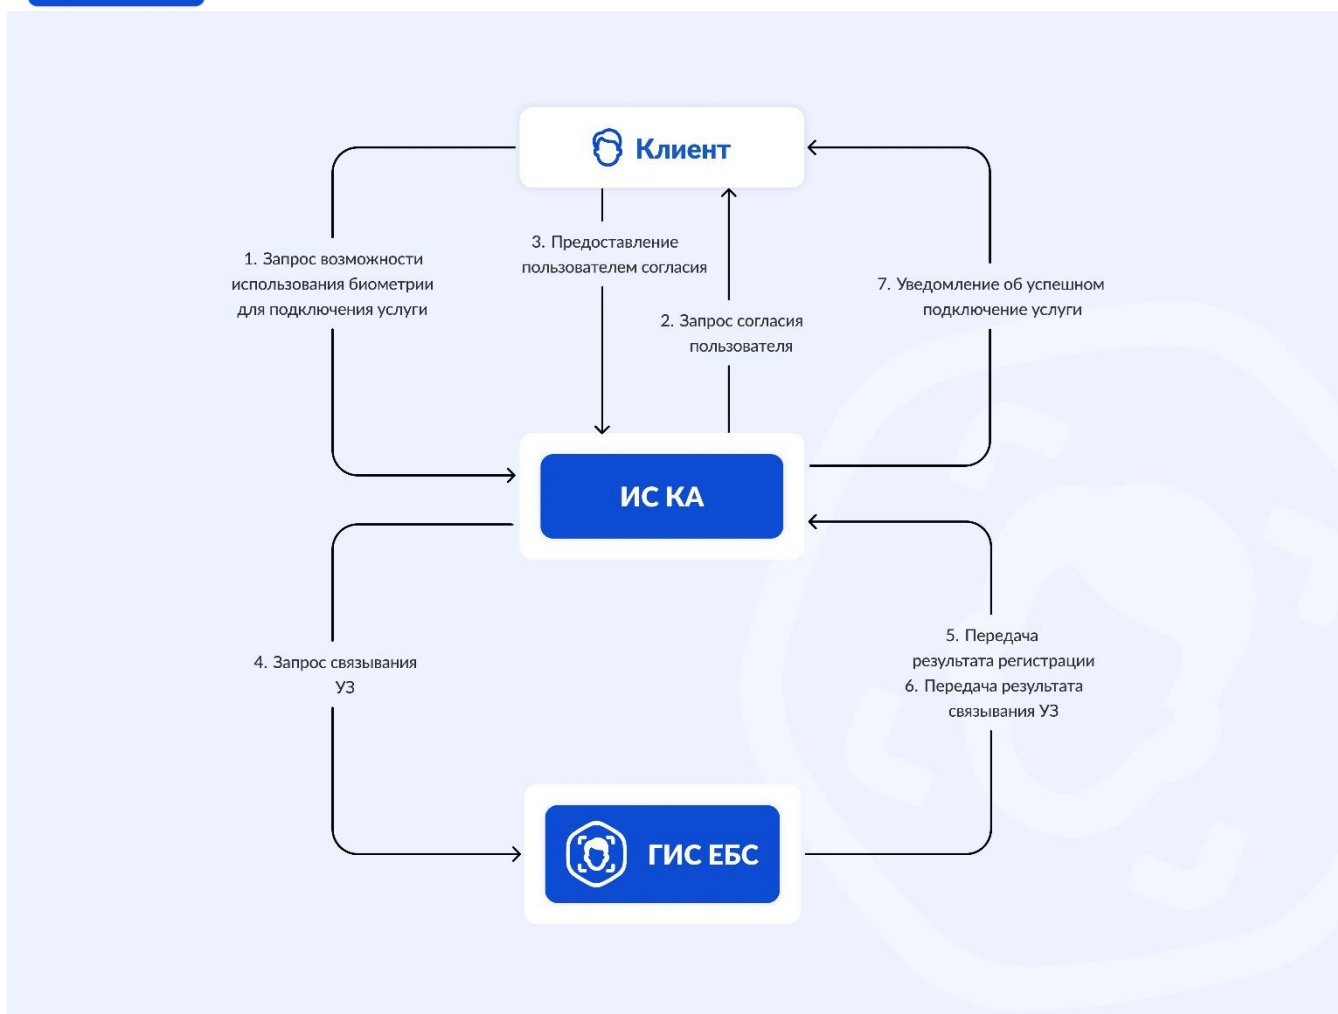 Клиент
3. Предоставление
пользователем согласия
1. Запрос возможности
использования биометрии
для подключения услуги
7. Уведомление об успешном
подключение услуги
2. Запрос согласия
пользователя
ИС КА
4. Запрос связывания
УЗ
5. Передача
результата регистрации
6. Передача результата
связывания УЗ
ГИС ЕБС